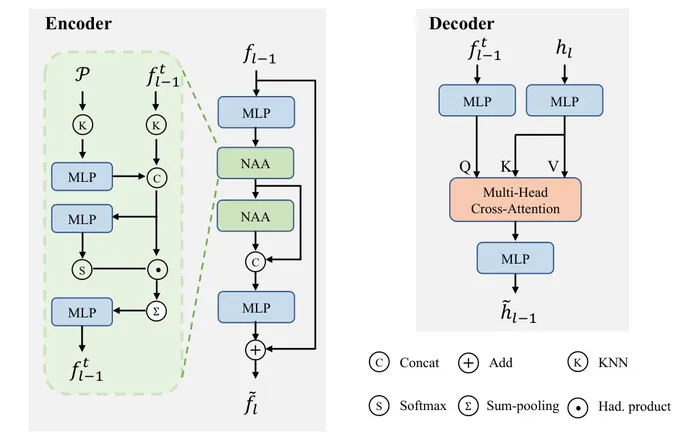 Encoder
𝒫
f^t_{l−1}
K
K
MLP
C
MLP
S
•
MLP
Σ
f^t_{l−1}
f_{l−1}
MLP
NAA
NAA
C
MLP
+
f̃_l
Decoder
f^t_{l−1} h_l
MLP MLP
Q K V
Multi-Head
Cross-Attention
MLP
h̃_{l−1}
C Concat + Add K KNN
S Softmax Σ Sum-pooling • Had. product